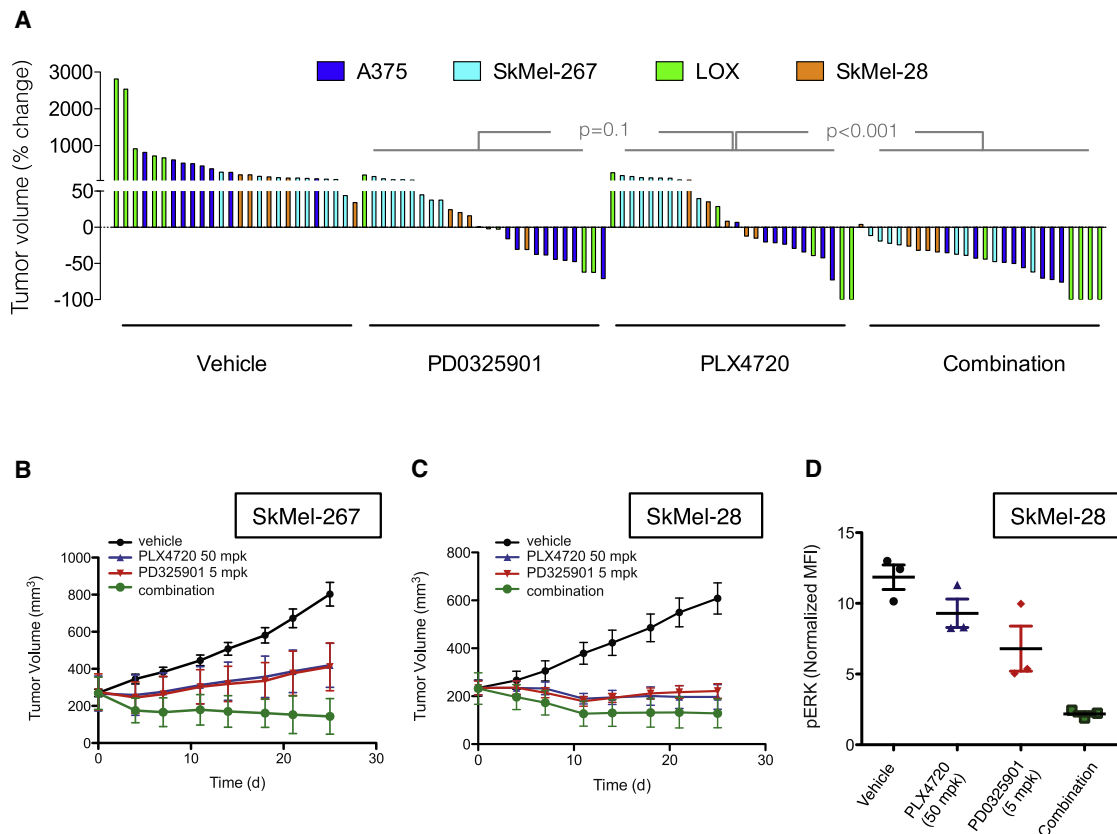 A
A375 SkMel-267 LOX SkMel-28
Tumor volume (% change)
3000
2000
1000
50
0
-50
-100
p=0.1 p<0.001
Vehicle PD0325901 PLX4720 Combination
B
SkMel-267
vehicle
PLX4720 50 mpk
PD325901 5 mpk
combination
Tumor Volume (mm³)
1000
800
600
400
200
0
0 10 20 30
Time (d)
C
SkMel-28
vehicle
PLX4720 50 mpk
PD325901 5 mpk
combination
Tumor Volume (mm³)
800
600
400
200
0
0 10 20 30
Time (d)
D
SkMel-28
pERK (Normalized MFI)
15
10
5
0
Vehicle
PLX4720
(50 mpk)
PD0325901
(5 mpk)
Combination